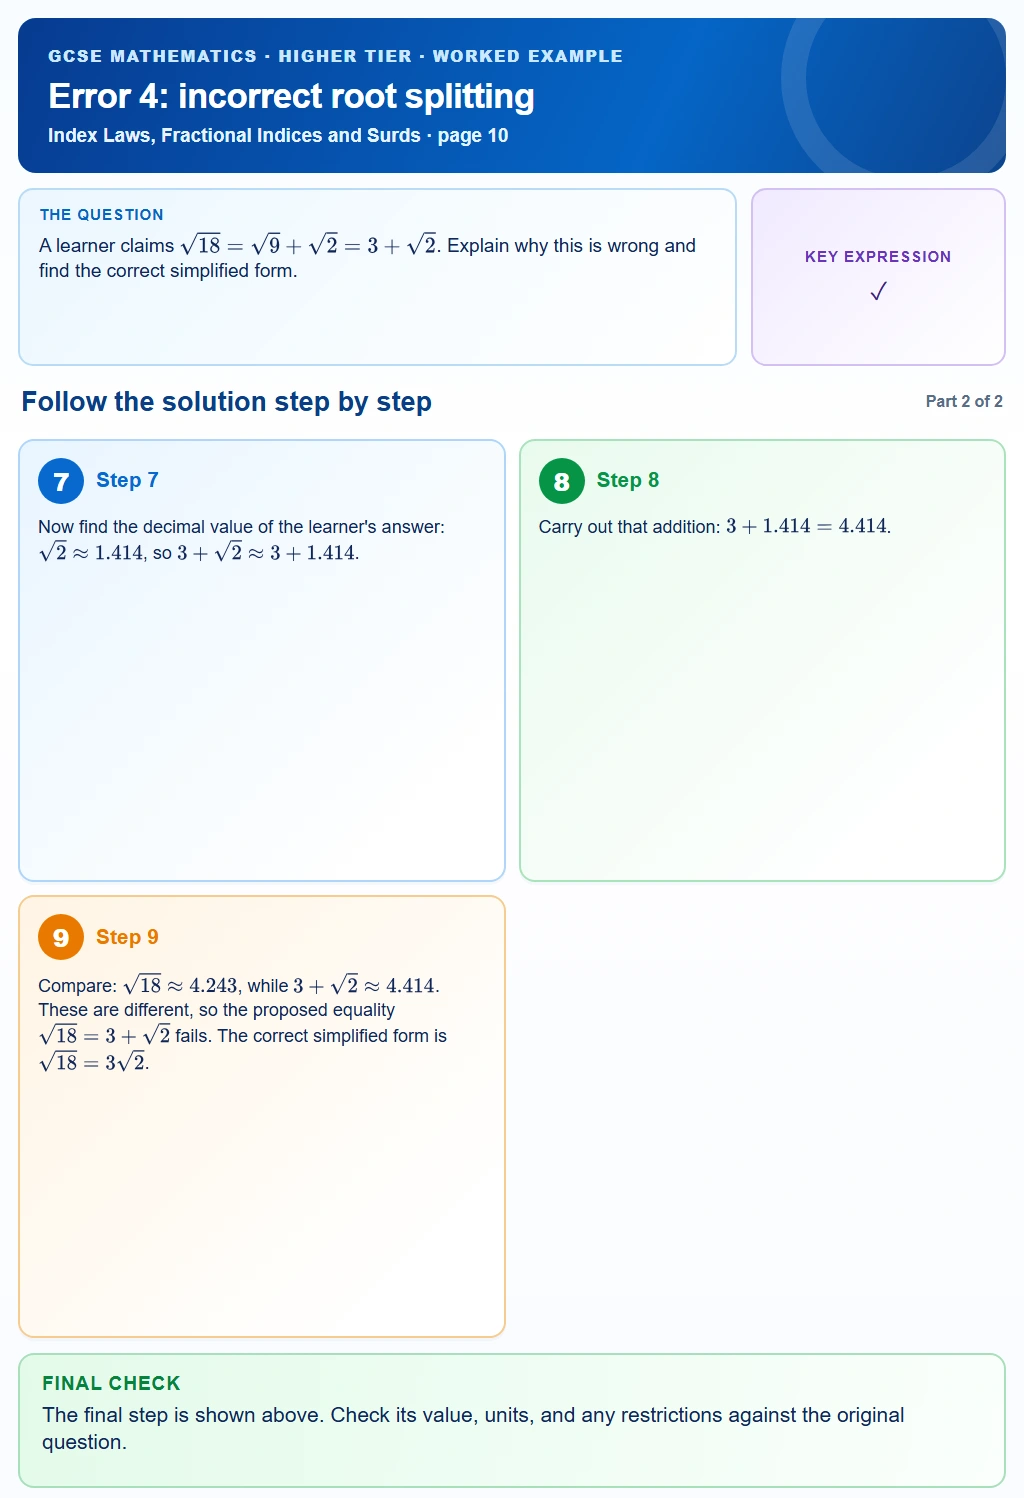 GCSE MATHEMATICS · HIGHER TIER · WORKED EXAMPLE
Error 4: incorrect root splitting
Index Laws, Fractional Indices and Surds · page 10
THE QUESTION
A learner claims √18 = √9 + √2 = 3 + √2. Explain why this is wrong and
find the correct simplified form.
KEY EXPRESSION
✓
Follow the solution step by step
Part 2 of 2
7 Step 7
Now find the decimal value of the learner's answer:
√2 ≈ 1.414, so 3 + √2 ≈ 3 + 1.414.
8 Step 8
Carry out that addition: 3 + 1.414 = 4.414.
9 Step 9
Compare: √18 ≈ 4.243, while 3 + √2 ≈ 4.414.
These are different, so the proposed equality
√18 = 3 + √2 fails. The correct simplified form is
√18 = 3√2.
FINAL CHECK
The final step is shown above. Check its value, units, and any restrictions against the original
question.